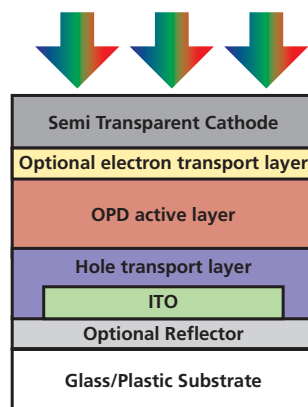 Semi Transparent Cathode
Optional electron transport layer
OPD active layer
Hole transport layer
ITO
Optional Reflector
Glass/Plastic Substrate